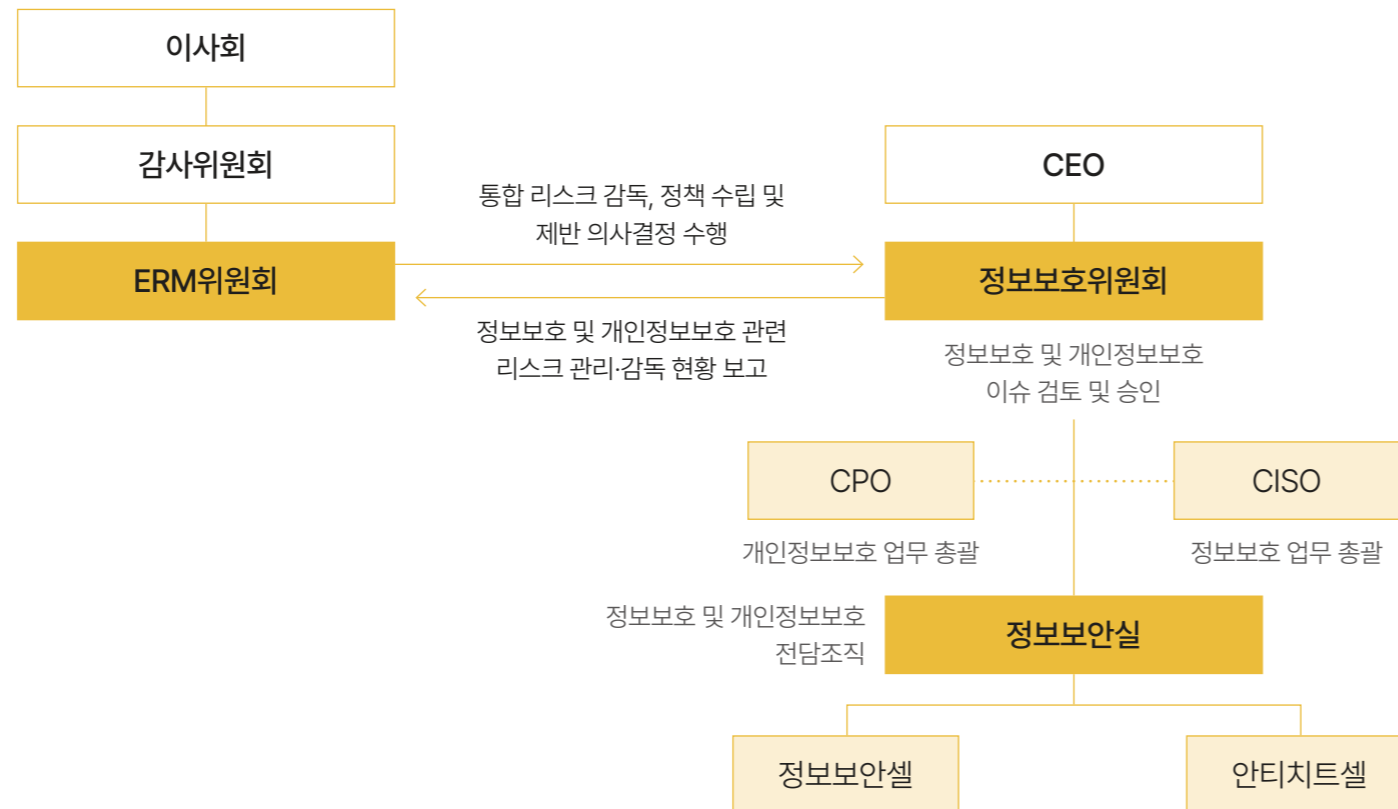 이사회
감사위원회
ERM위원회
통합 리스크 감독, 정책 수립 및
제반 의사결정 수행
정보보호 및 개인정보보호 관련
리스크 관리·감독 현황 보고
CEO
정보보호위원회
정보보호 및 개인정보보호
이슈 검토 및 승인
CPO
개인정보보호 업무 총괄
CISO
정보보호 업무 총괄
정보보호 및 개인정보보호
전담조직
정보보안실
정보보안셀
안티치트셀